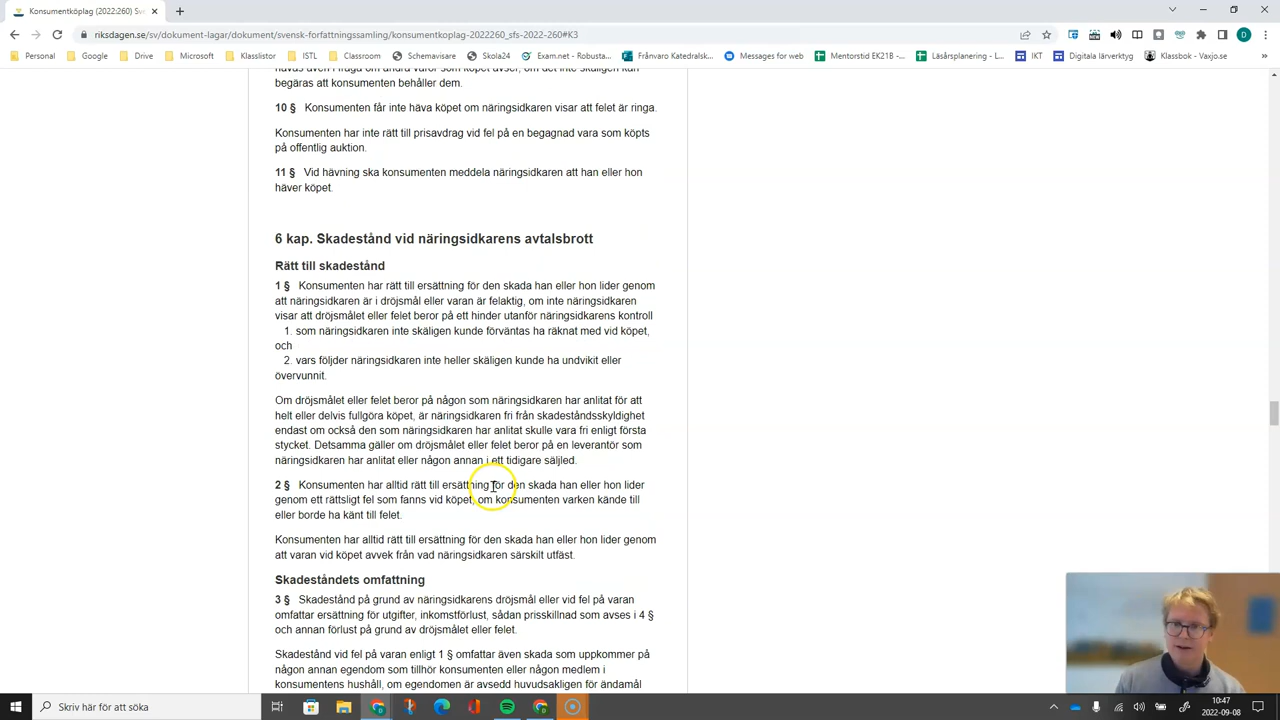 Konsumentköplag (2022:260) Sve
riksdagen.se/sv/dokument-lagar/dokument/svensk-forfattningssamling/konsumentkoplag-2022260_sfs-2022-260#K3
D
Personal
Google
Drive
Microsoft
Klasslistor
ISTL
Classroom
Schemavisare
Skola24
Exam.net - Robusta...
Frånvaro Katedralsk...
Messages for web
Mentorstid EK21B -...
Läsårsplanering -...
IKT
Digitala lärverktyg
Klassbok - Vaxjo.se
»
hävas även i fråga om andra varor som köpet avser, om det inte skäligen kan
begäras att konsumenten behåller dem.
10 § Konsumenten får inte häva köpet om näringsidkaren visar att felet är ringa.
Konsumenten har inte rätt till prisavdrag vid fel på en begagnad vara som köpts
på offentlig auktion.
11 § Vid hävning ska konsumenten meddela näringsidkaren att han eller hon
häver köpet.
6 kap. Skadestånd vid näringsidkarens avtalsbrott
Rätt till skadestånd
1 § Konsumenten har rätt till ersättning för den skada han eller hon lider genom
att näringsidkaren är i dröjsmål eller varan är felaktig, om inte näringsidkaren
visar att dröjsmålet eller felet beror på ett hinder utanför näringsidkarens kontroll
1. som näringsidkaren inte skäligen kunde förväntas ha räknat med vid köpet,
och
2. vars följder näringsidkaren inte heller skäligen kunde ha undvikit eller
övervunnit.
Om dröjsmålet eller felet beror på någon som näringsidkaren har anlitat för att
helt eller delvis fullgöra köpet, är näringsidkaren fri från skadeståndsskyldighet
endast om också den som näringsidkaren har anlitat skulle vara fri enligt första
stycket. Detsamma gäller om dröjsmålet eller felet beror på en leverantör som
näringsidkaren har anlitat eller någon annan i ett tidigare säljled.
2 § Konsumenten har alltid rätt till ersättning för den skada han eller hon lider
genom ett rättsligt fel som fanns vid köpet, om konsumenten varken kände till
eller borde ha känt till felet.
Konsumenten har alltid rätt till ersättning för den skada han eller hon lider genom
att varan vid köpet avvek från vad näringsidkaren särskilt utfäst.
Skadeståndets omfattning
3 § Skadestånd på grund av näringsidkarens dröjsmål eller vid fel på varan
omfattar ersättning för utgifter, inkomstförlust, sådan prisskillnad som avses i 4 §
och annan förlust på grund av dröjsmålet eller felet.
Skadestånd vid fel på varan enligt 1 § omfattar även skada som uppkommer på
någon annan egendom som tillhör konsumenten eller någon medlem i
konsumentens hushåll, om egendomen är avsedd huvudsakligen för ändamål
Skriv här för att söka
10:47
2022-09-08